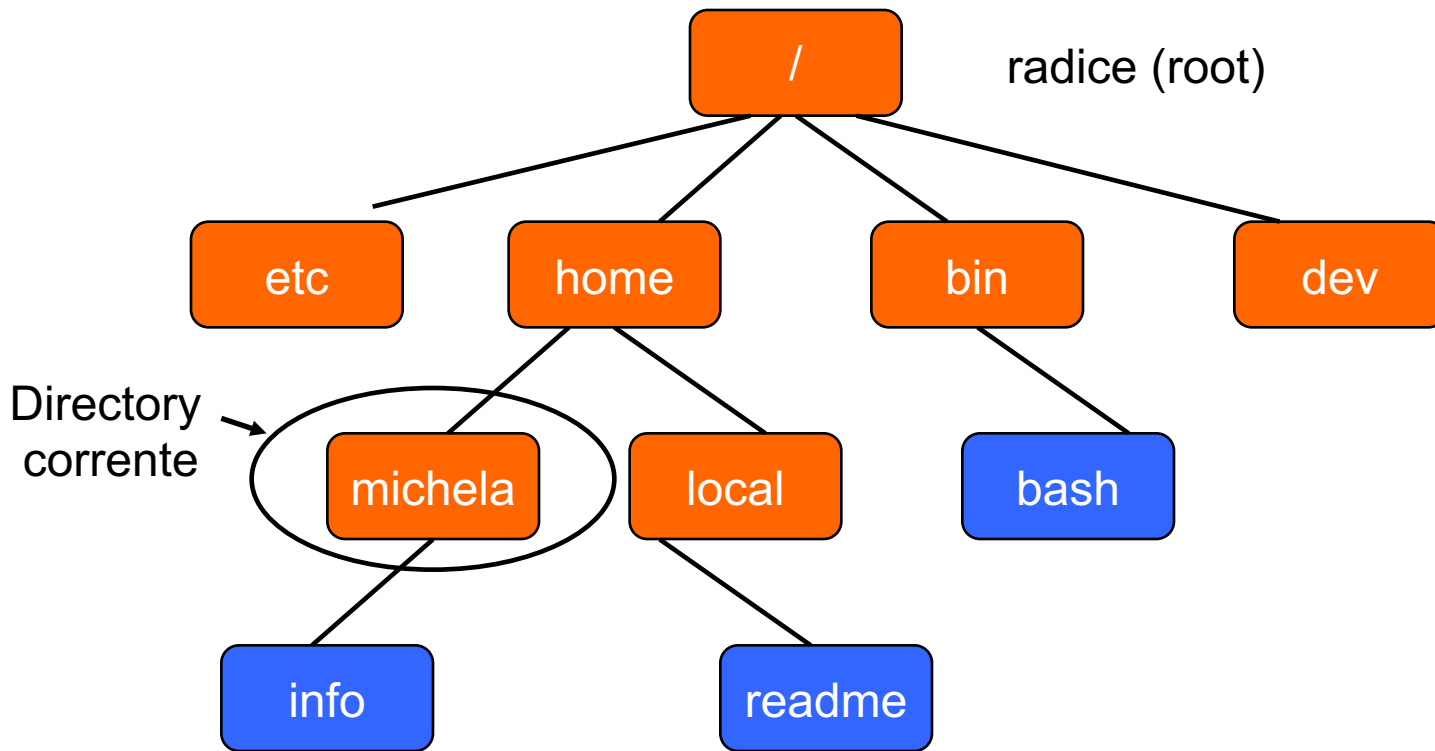 /
radice (root)
etc
home
bin
dev
Directory
corrente
michela
local
bash
info
readme